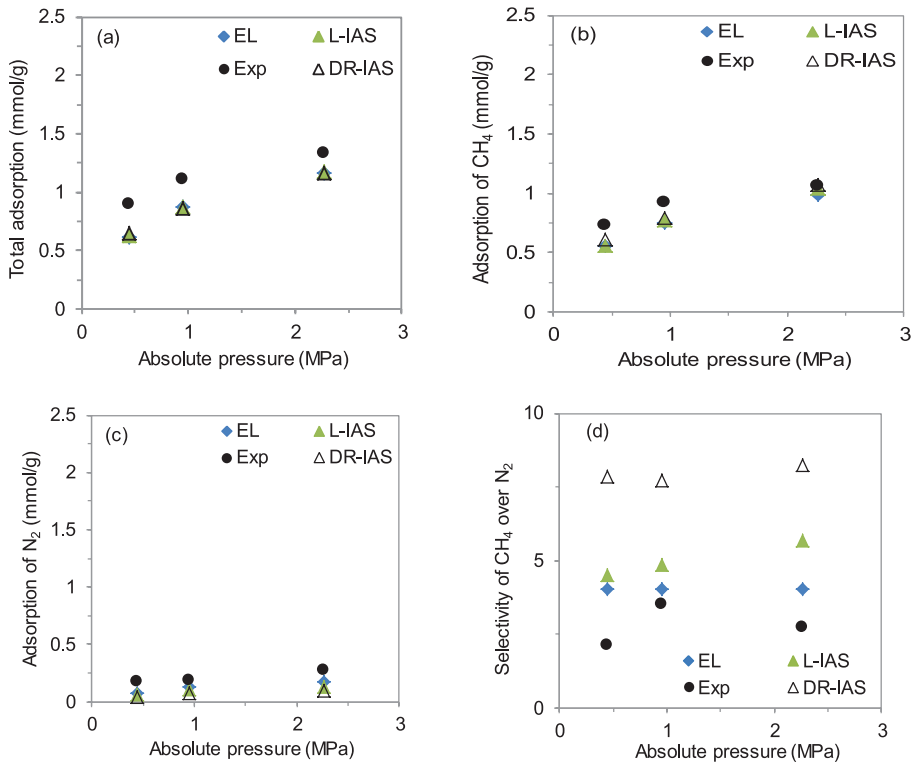 (a)
EL
L-IAS
Exp
DR-IAS
Total adsorption (mmol/g)
2.5
2
1.5
1
0.5
0
0
1
2
3
Absolute pressure (MPa)
(b)
EL
L-IAS
Exp
DR-IAS
Adsorption of CH₄ (mmol/g)
2.5
2
1.5
1
0.5
0
0
1
2
3
Absolute pressure (MPa)
(c)
EL
L-IAS
Exp
DR-IAS
Adsorption of N₂ (mmol/g)
2.5
2
1.5
1
0.5
0
0
1
2
3
Absolute pressure (MPa)
(d)
Selectivity of CH₄ over N₂
10
5
0
EL
L-IAS
Exp
DR-IAS
0
1
2
3
Absolute pressure (MPa)